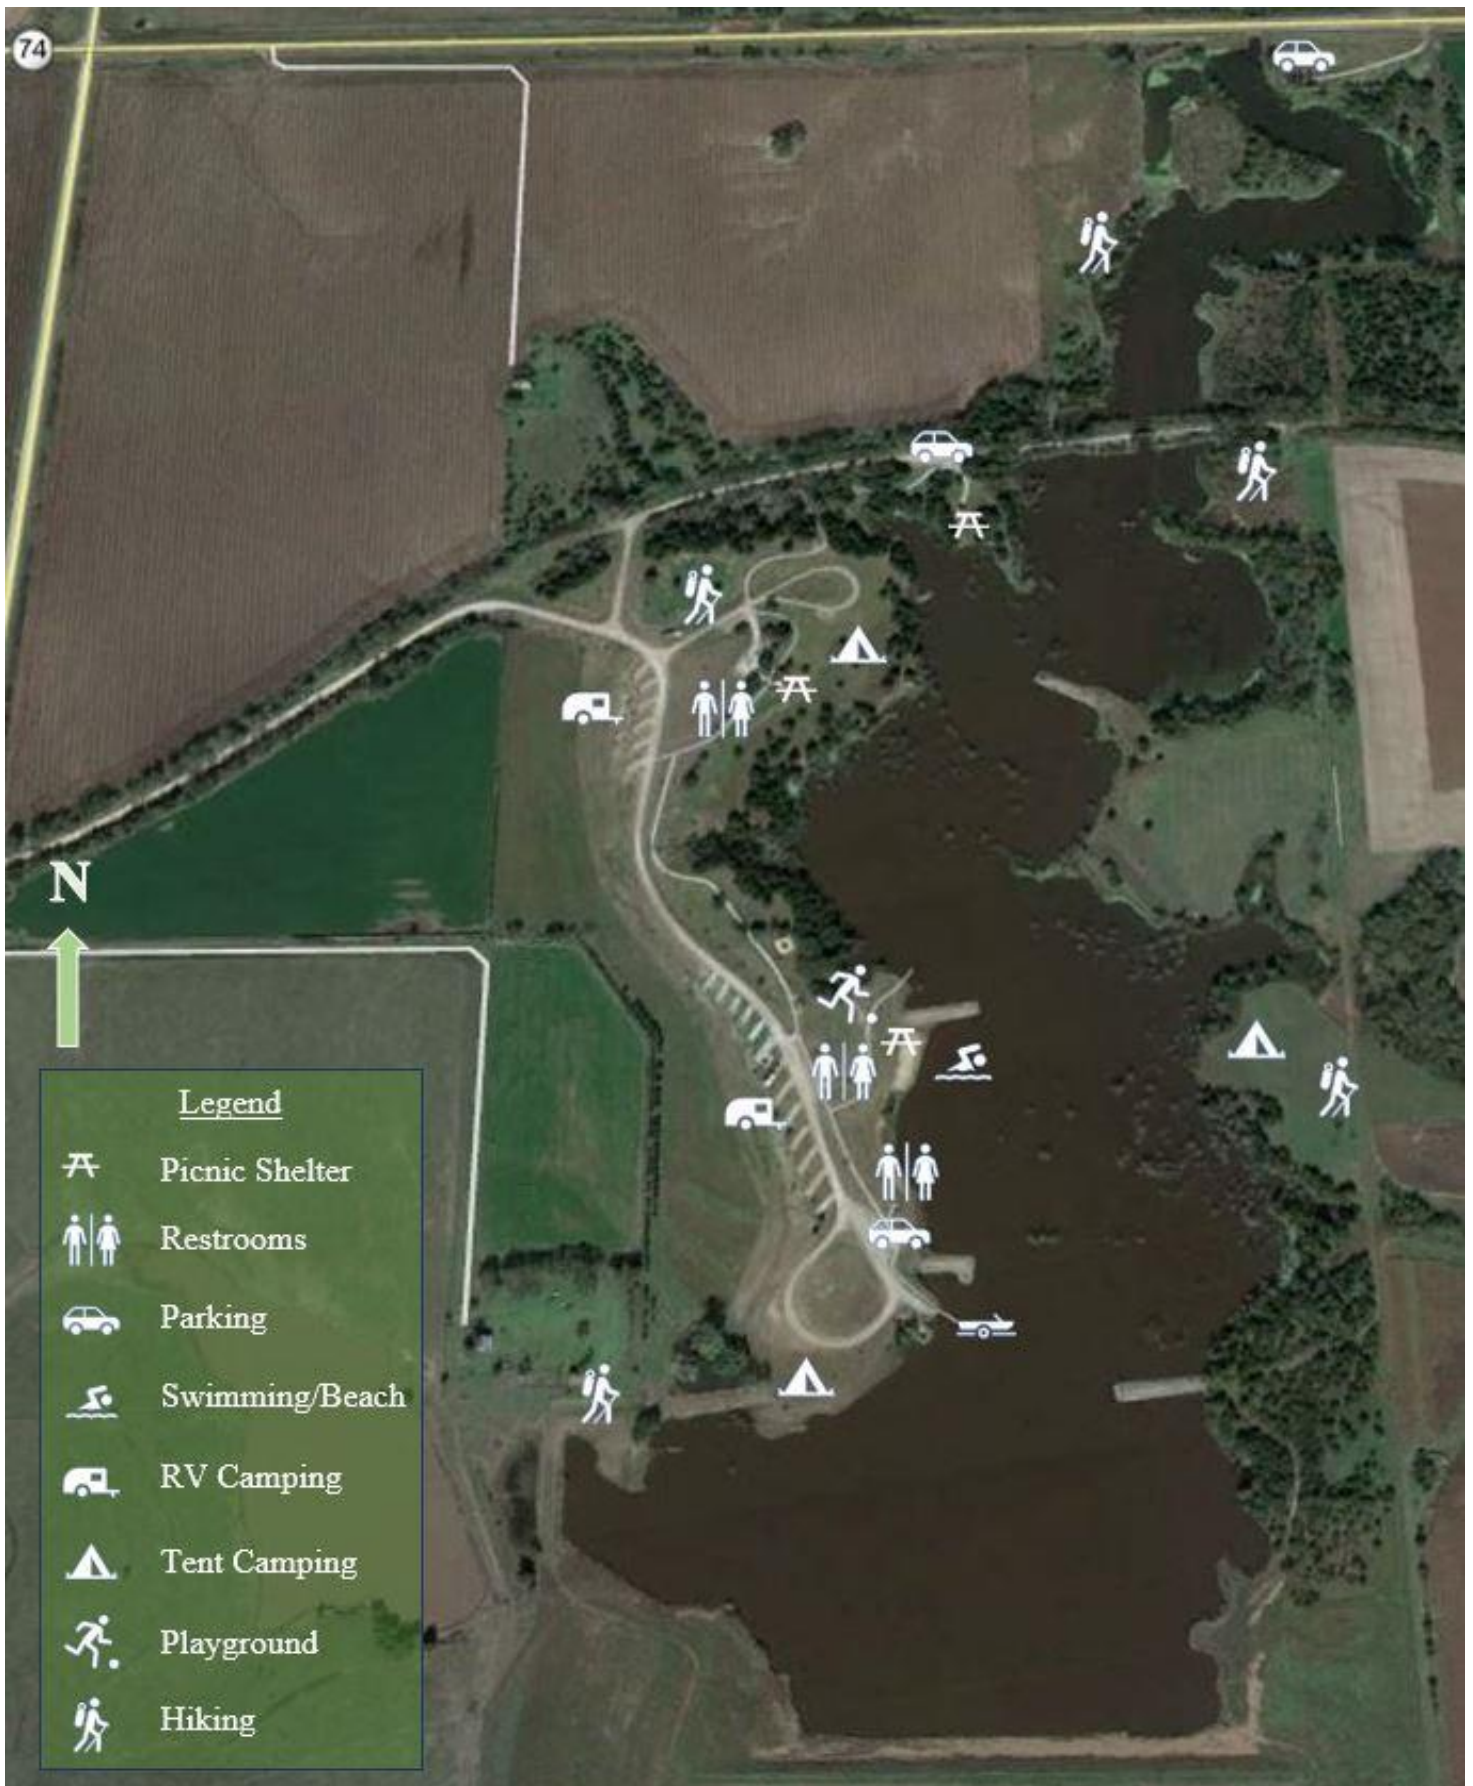 74
N
Legend
Picnic Shelter
Restrooms
Parking
Swimming/Beach
RV Camping
Tent Camping
Playground
Hiking